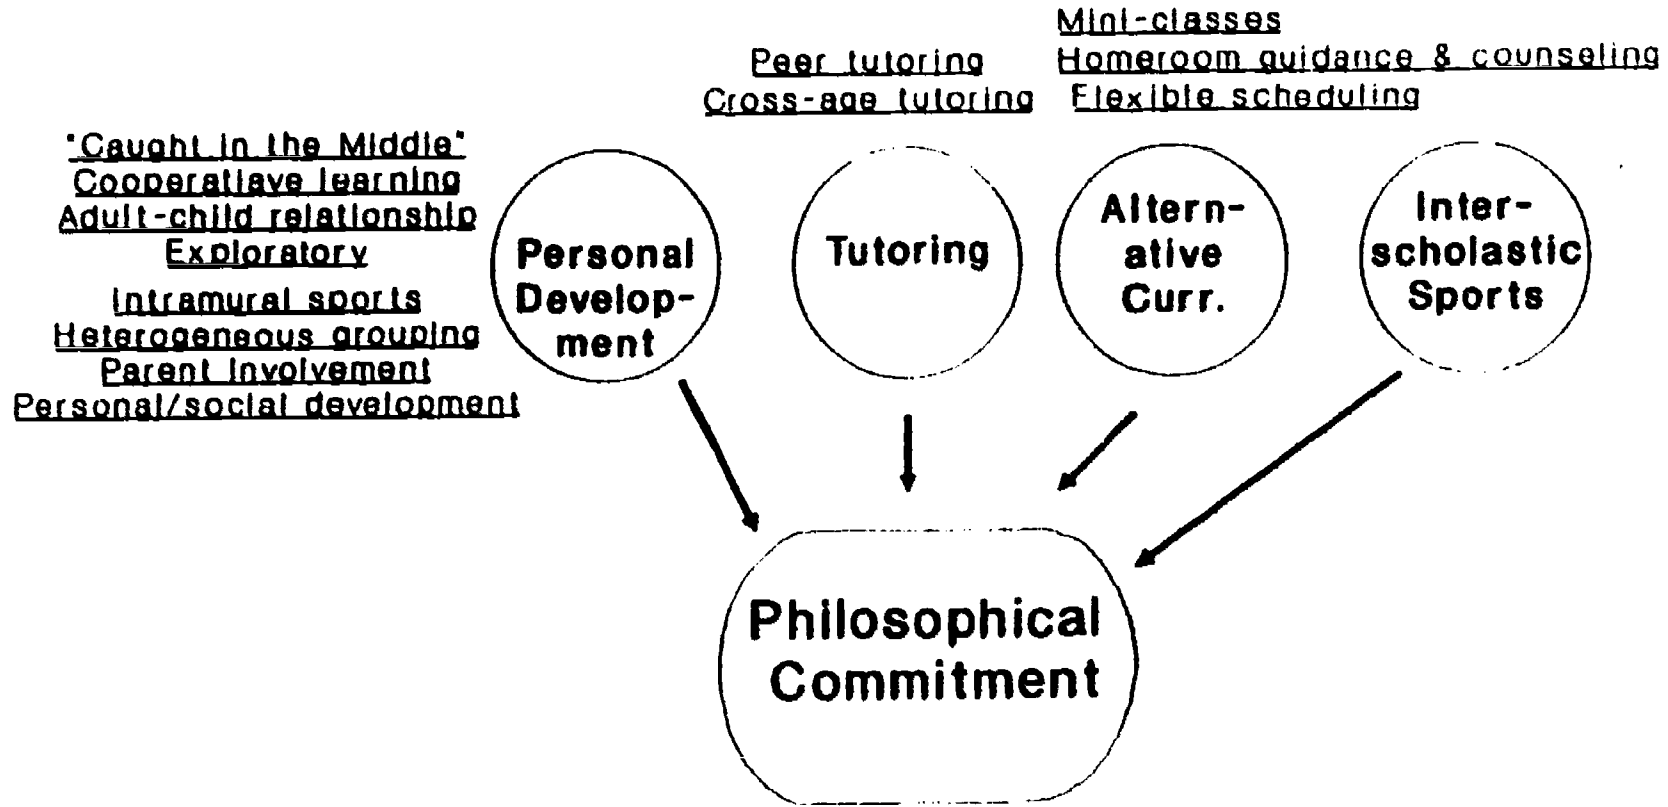 Mini-classes
Peer tutoring
Homeroom guidance & counseling
Cross-age tutoring
Flexible scheduling
"Caught in the Middle"
Cooperatiave learning
Adult-child relationship
Exploratory
Intramural sports
Heterogeneous grouping
Parent Involvement
Personal/social development
Personal
Develop-
ment
Tutoring
Altern-
ative
Curr.
Inter-
scholastic
Sports
Philosophical
Commitment